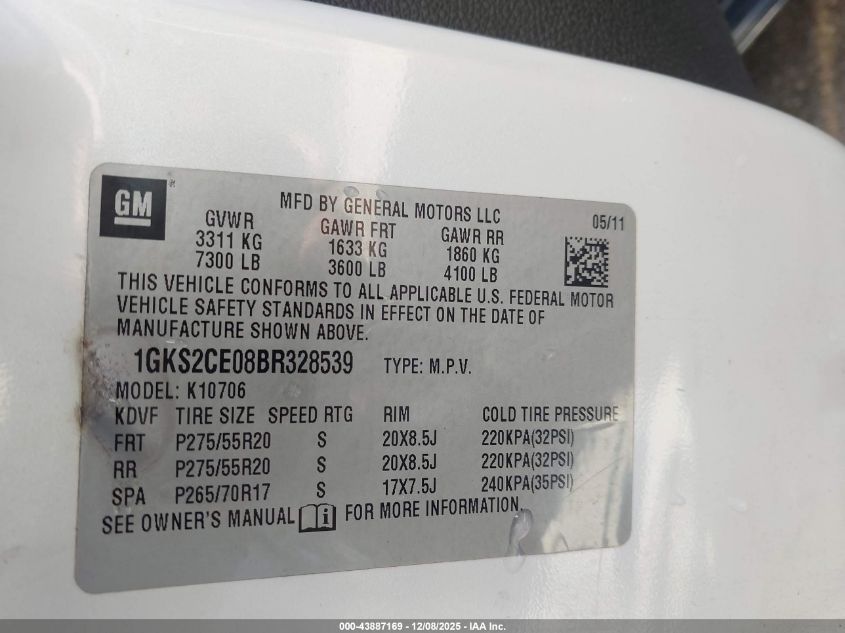 GM
MFD BY GENERAL MOTORS LLC
05/11
GVWR GAWR FRT GAWR RR
3311 KG 1633 KG 1860 KG
7300 LB 3600 LB 4100 LB
THIS VEHICLE CONFORMS TO ALL APPLICABLE U.S. FEDERAL MOTOR
VEHICLE SAFETY STANDARDS IN EFFECT ON THE DATE OF
MANUFACTURE SHOWN ABOVE.
1GKS2CE08BR328539 TYPE: M.P.V.
MODEL: K10706
KDVF TIRE SIZE SPEED RTG RIM COLD TIRE PRESSURE
FRT P275/55R20 S 20X8.5J 220KPA(32PSI)
RR P275/55R20 S 20X8.5J 220KPA(32PSI)
SPA P265/70R17 S 17X7.5J 240KPA(35PSI)
SEE OWNER'S MANUAL FOR MORE INFORMATION.
000-43887169 - 12/08/2025 - IAA Inc.